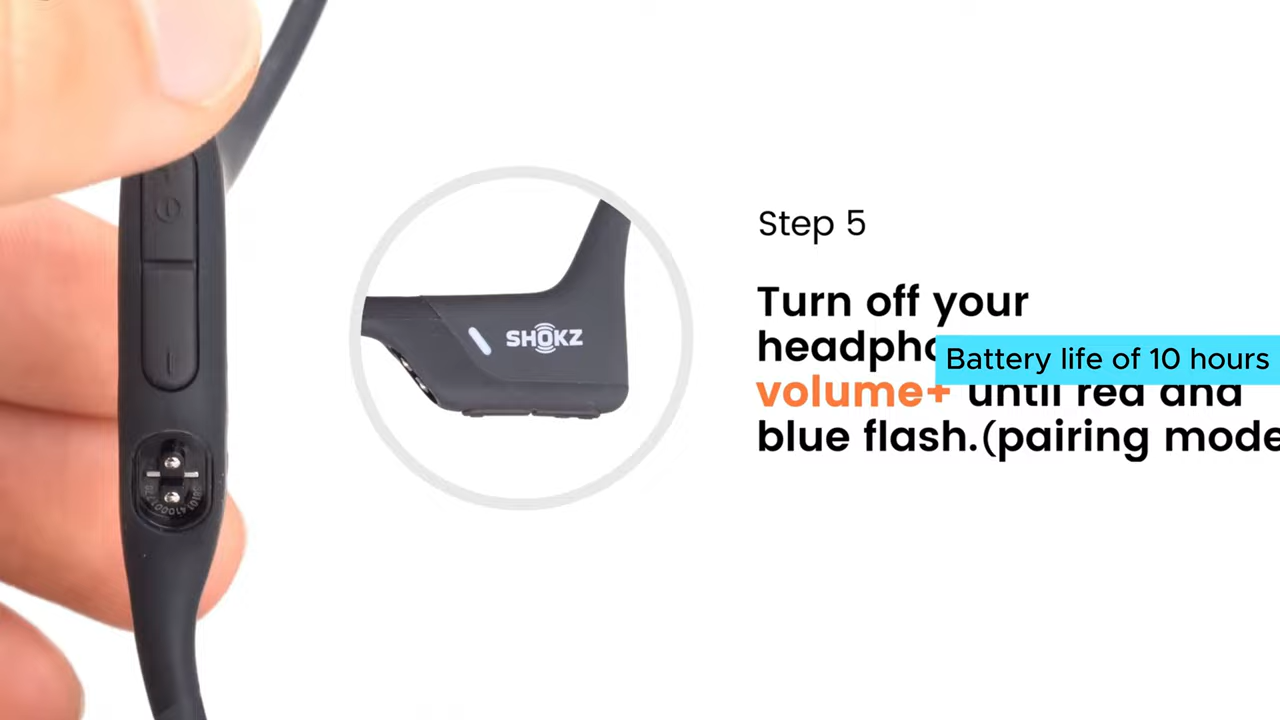 SHOKZ
Step 5
Turn off your
headpho
Battery life of 10 hours
volume+ until red and
blue flash.(pairing mode